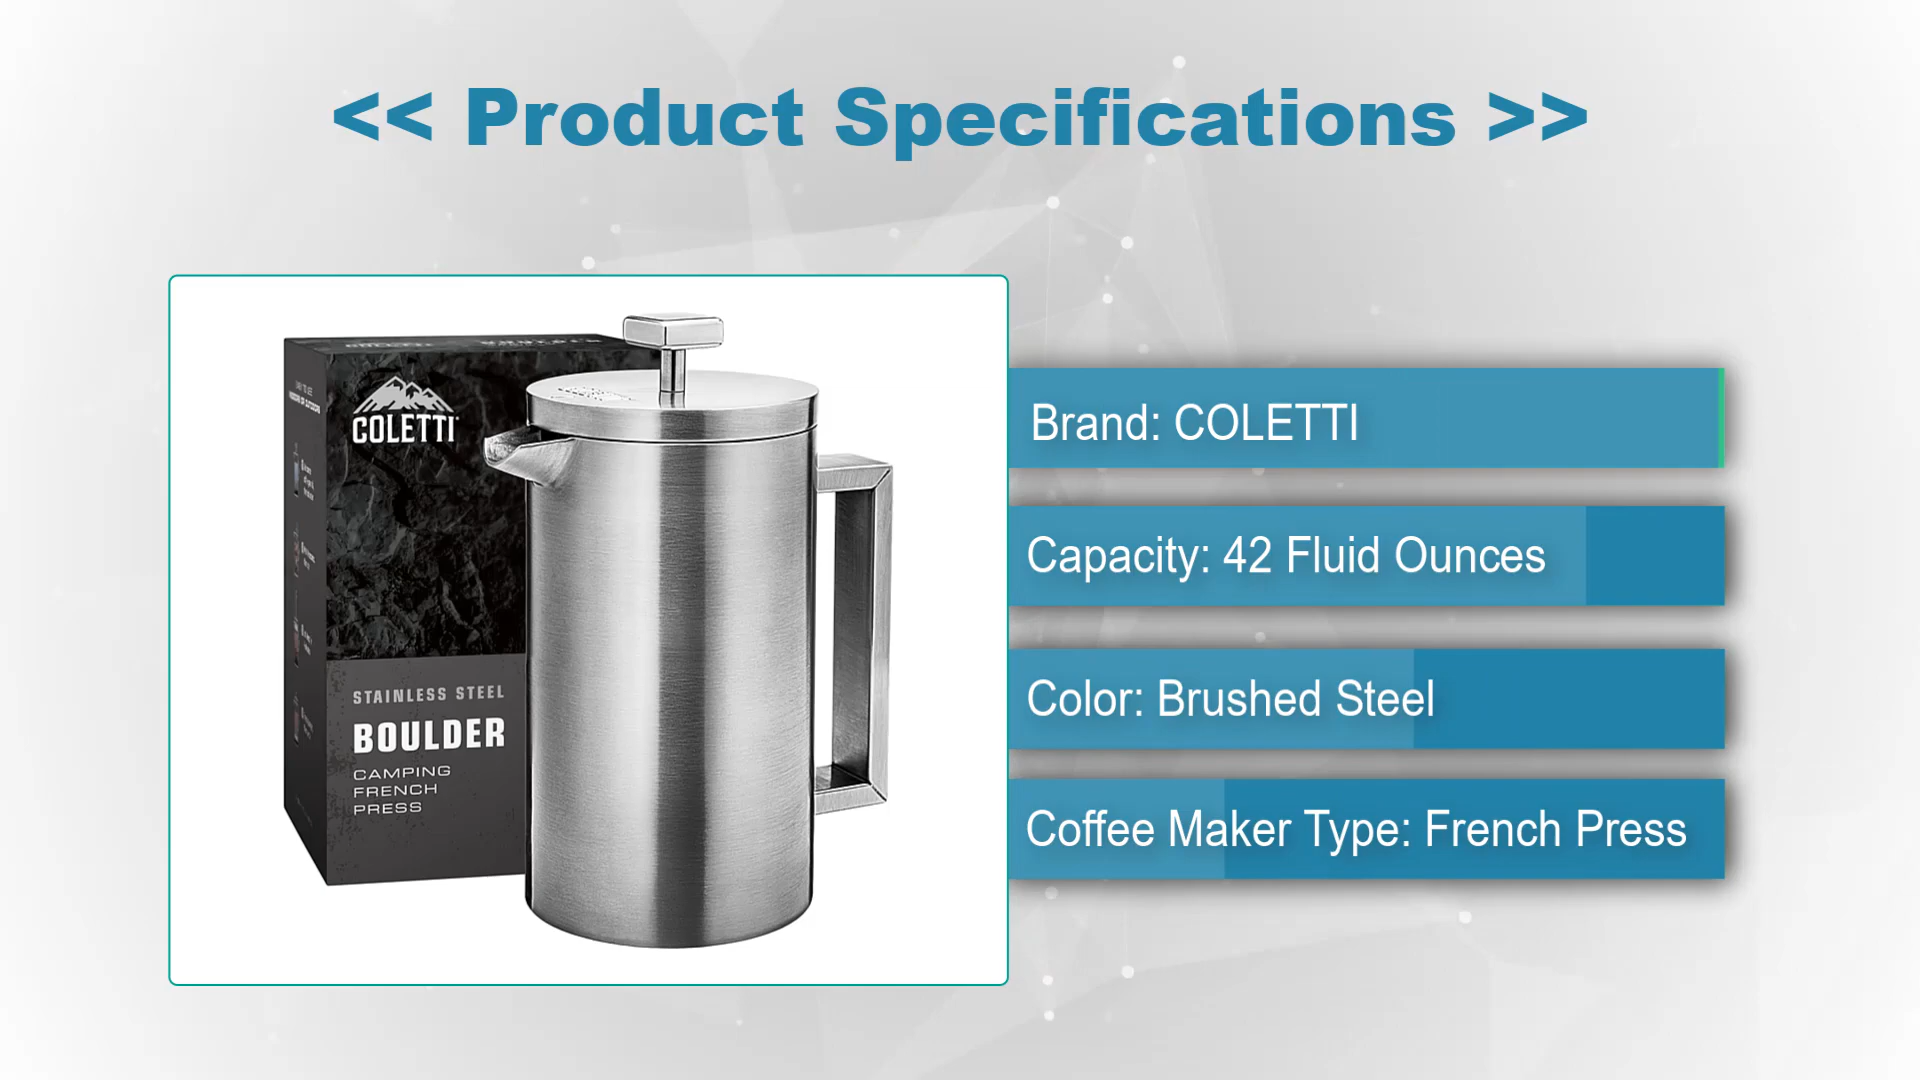 << Product Specifications >>
COLETTI
STAINLESS STEEL
BOULDER
CAMPING
FRENCH
PRESS
Brand: COLETTI
Capacity: 42 Fluid Ounces
Color: Brushed Steel
Coffee Maker Type: French Press